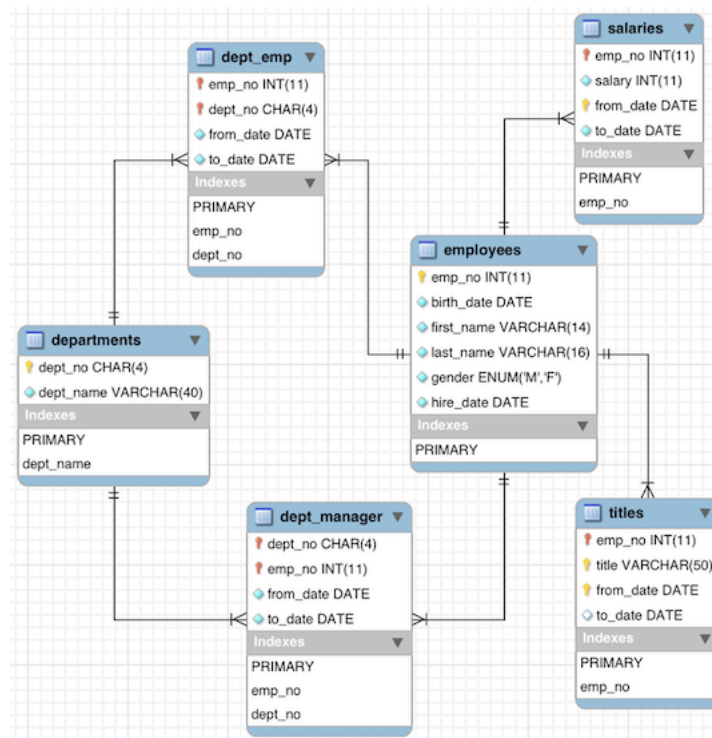 dept_emp
emp_no INT(11)
dept_no CHAR(4)
from_date DATE
to_date DATE
Indexes
PRIMARY
emp_no
dept_no
salaries
emp_no INT(11)
salary INT(11)
from_date DATE
to_date DATE
Indexes
PRIMARY
emp_no
employees
emp_no INT(11)
birth_date DATE
first_name VARCHAR(14)
last_name VARCHAR(16)
gender ENUM('M','F')
hire_date DATE
Indexes
PRIMARY
departments
dept_no CHAR(4)
dept_name VARCHAR(40)
Indexes
PRIMARY
dept_name
dept_manager
dept_no CHAR(4)
emp_no INT(11)
from_date DATE
to_date DATE
Indexes
PRIMARY
emp_no
dept_no
titles
emp_no INT(11)
title VARCHAR(50)
from_date DATE
to_date DATE
Indexes
PRIMARY
emp_no